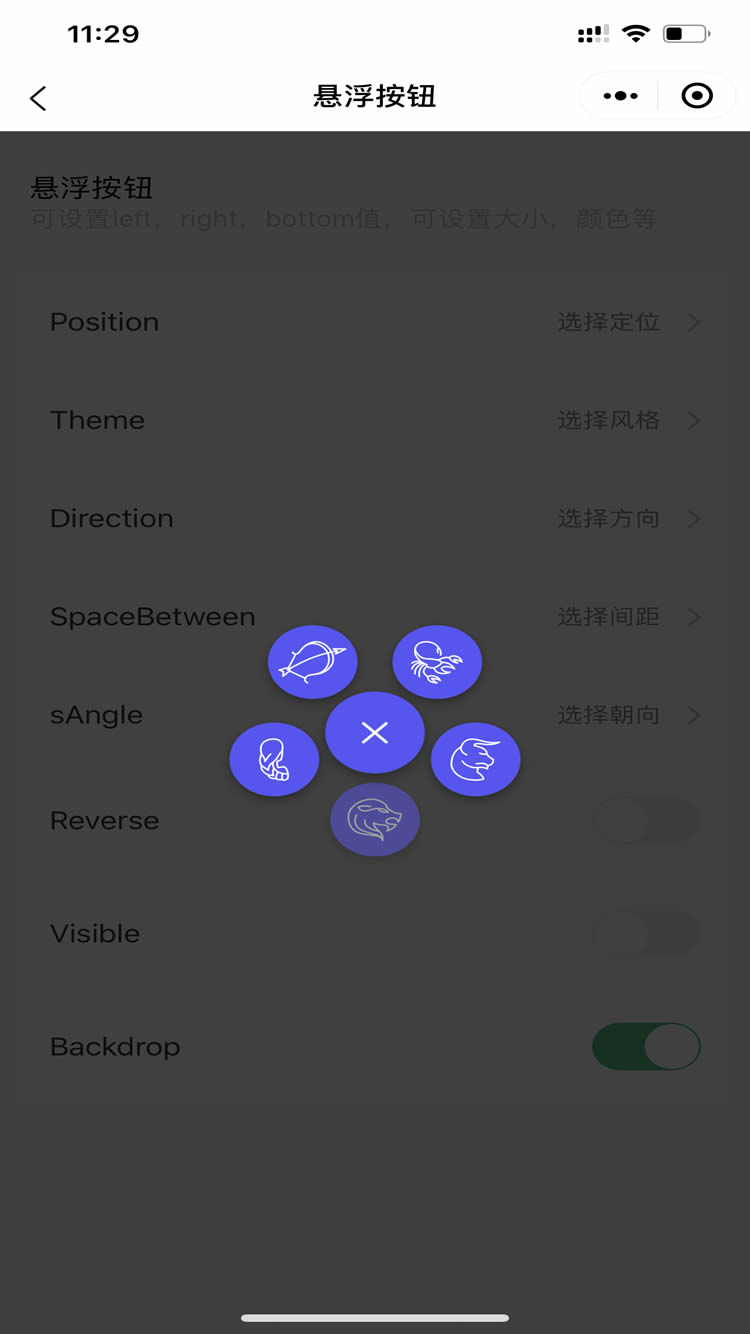 11:29
悬浮按钮
悬浮按钮
可设置left，right，bottom值，可设置大小，颜色等
Position 选择定位
Theme 选择风格
Direction 选择方向
SpaceBetween 选择间距
sAngle 选择朝向
Reverse
Visible
Backdrop